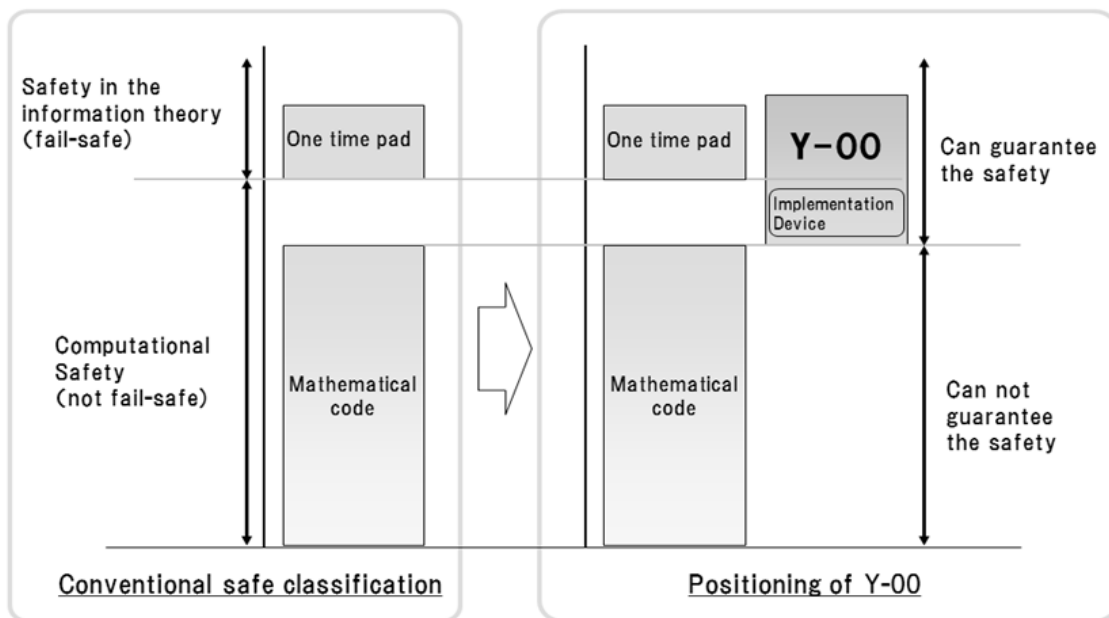 Safety in the
information theory
(fail-safe)
One time pad
Computational
Safety
(not fail-safe)
Mathematical
code
Conventional safe classification
One time pad
Y-00
Implementation
Device
Can guarantee
the safety
Mathematical
code
Can not
guarantee
the safety
Positioning of Y-00